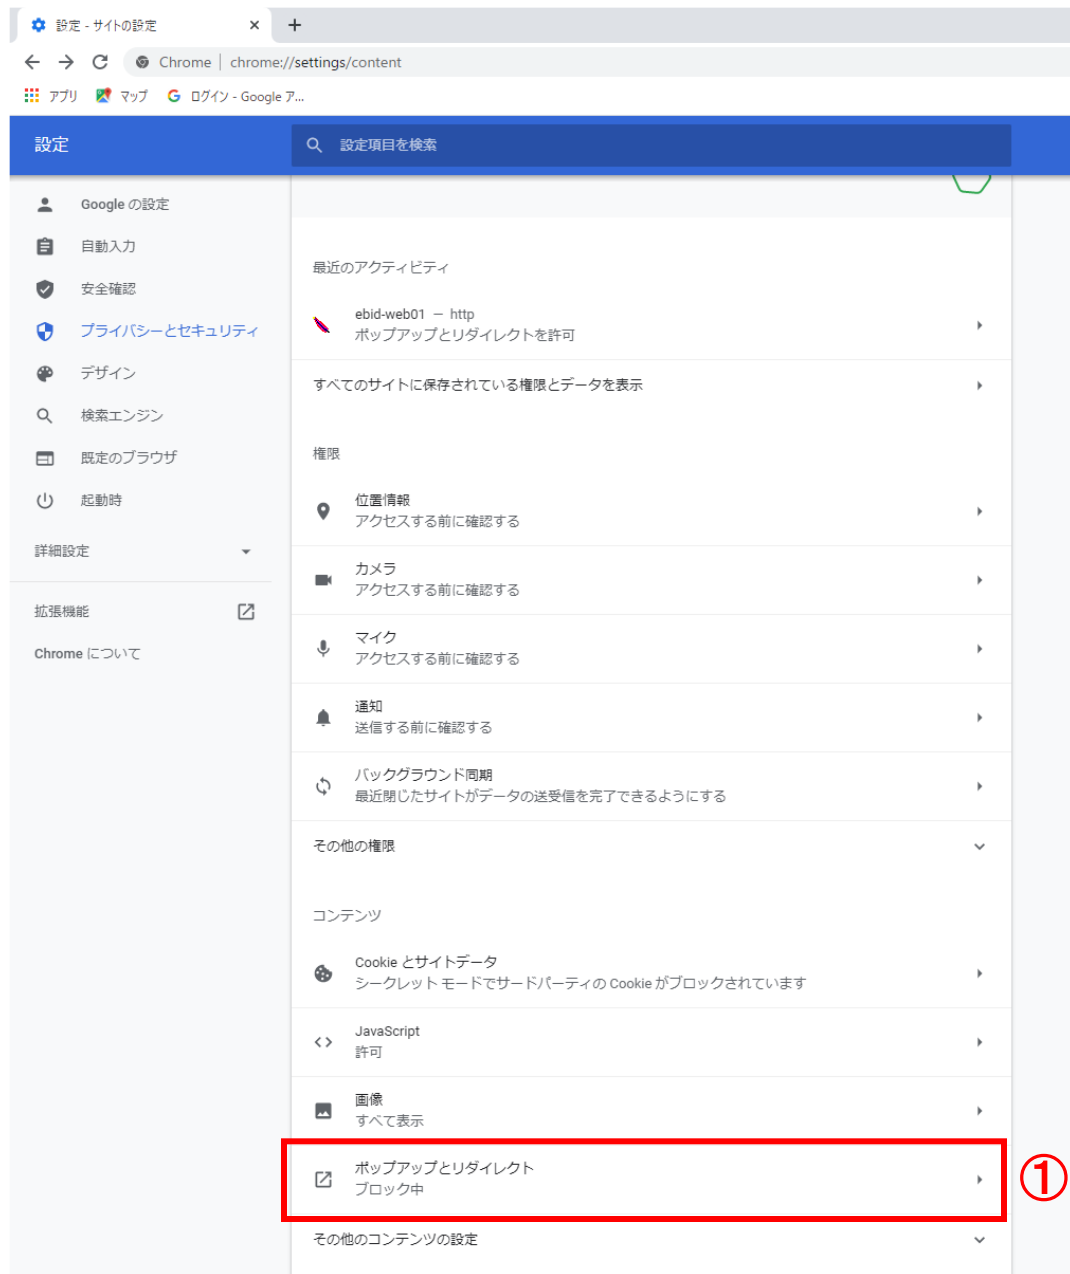 設定 - サイトの設定
Chrome | chrome://settings/content
アプリ マップ G ログイン - Google ア...
設定
設定項目を検索
Google の設定
自動入力
安全確認
プライバシーとセキュリティ
デザイン
検索エンジン
既定のブラウザ
起動時
詳細設定
拡張機能
Chrome について
最近のアクティビティ
ebid-web01 − http
ポップアップとリダイレクトを許可
すべてのサイトに保存されている権限とデータを表示
権限
位置情報
アクセスする前に確認する
カメラ
アクセスする前に確認する
マイク
アクセスする前に確認する
通知
送信する前に確認する
バックグラウンド同期
最近閉じたサイトがデータの送受信を完了できるようにする
その他の権限
コンテンツ
Cookie とサイトデータ
シークレット モードでサードパーティの Cookie がブロックされています
JavaScript
許可
画像
すべて表示
ポップアップとリダイレクト
ブロック中
①
その他のコンテンツの設定